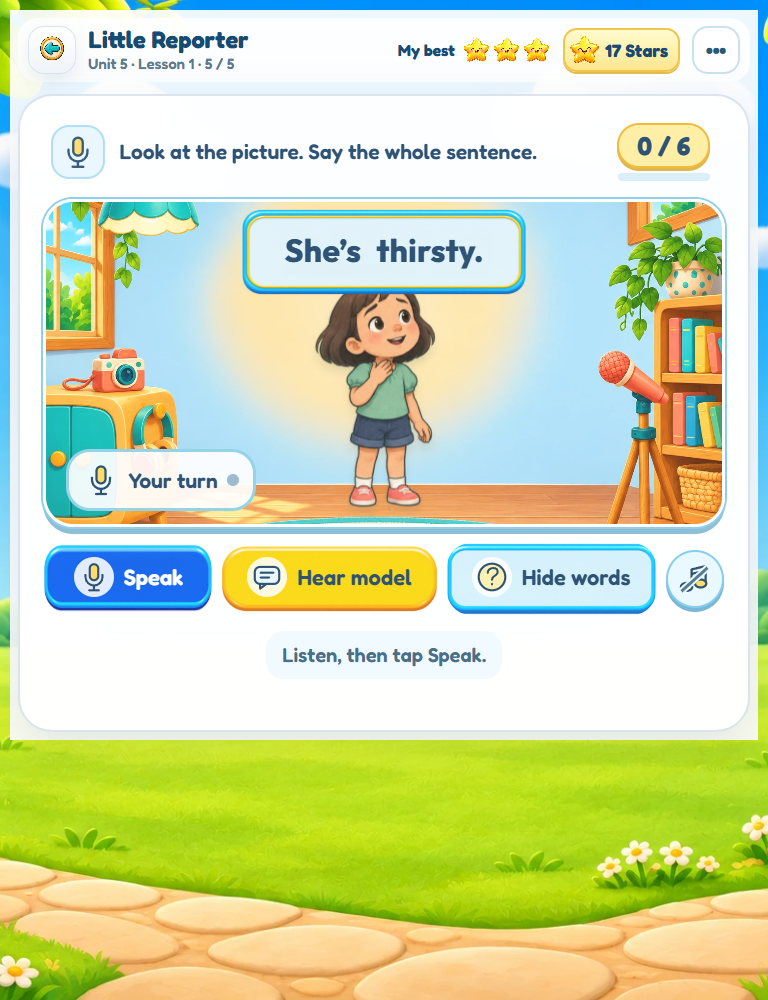 Little Reporter
Unit 5 · Lesson 1 · 5 / 5
My best
17 Stars
Look at the picture. Say the whole sentence.
0 / 6
She's thirsty.
Your turn
Speak
Hear model
Hide words
Listen, then tap Speak.